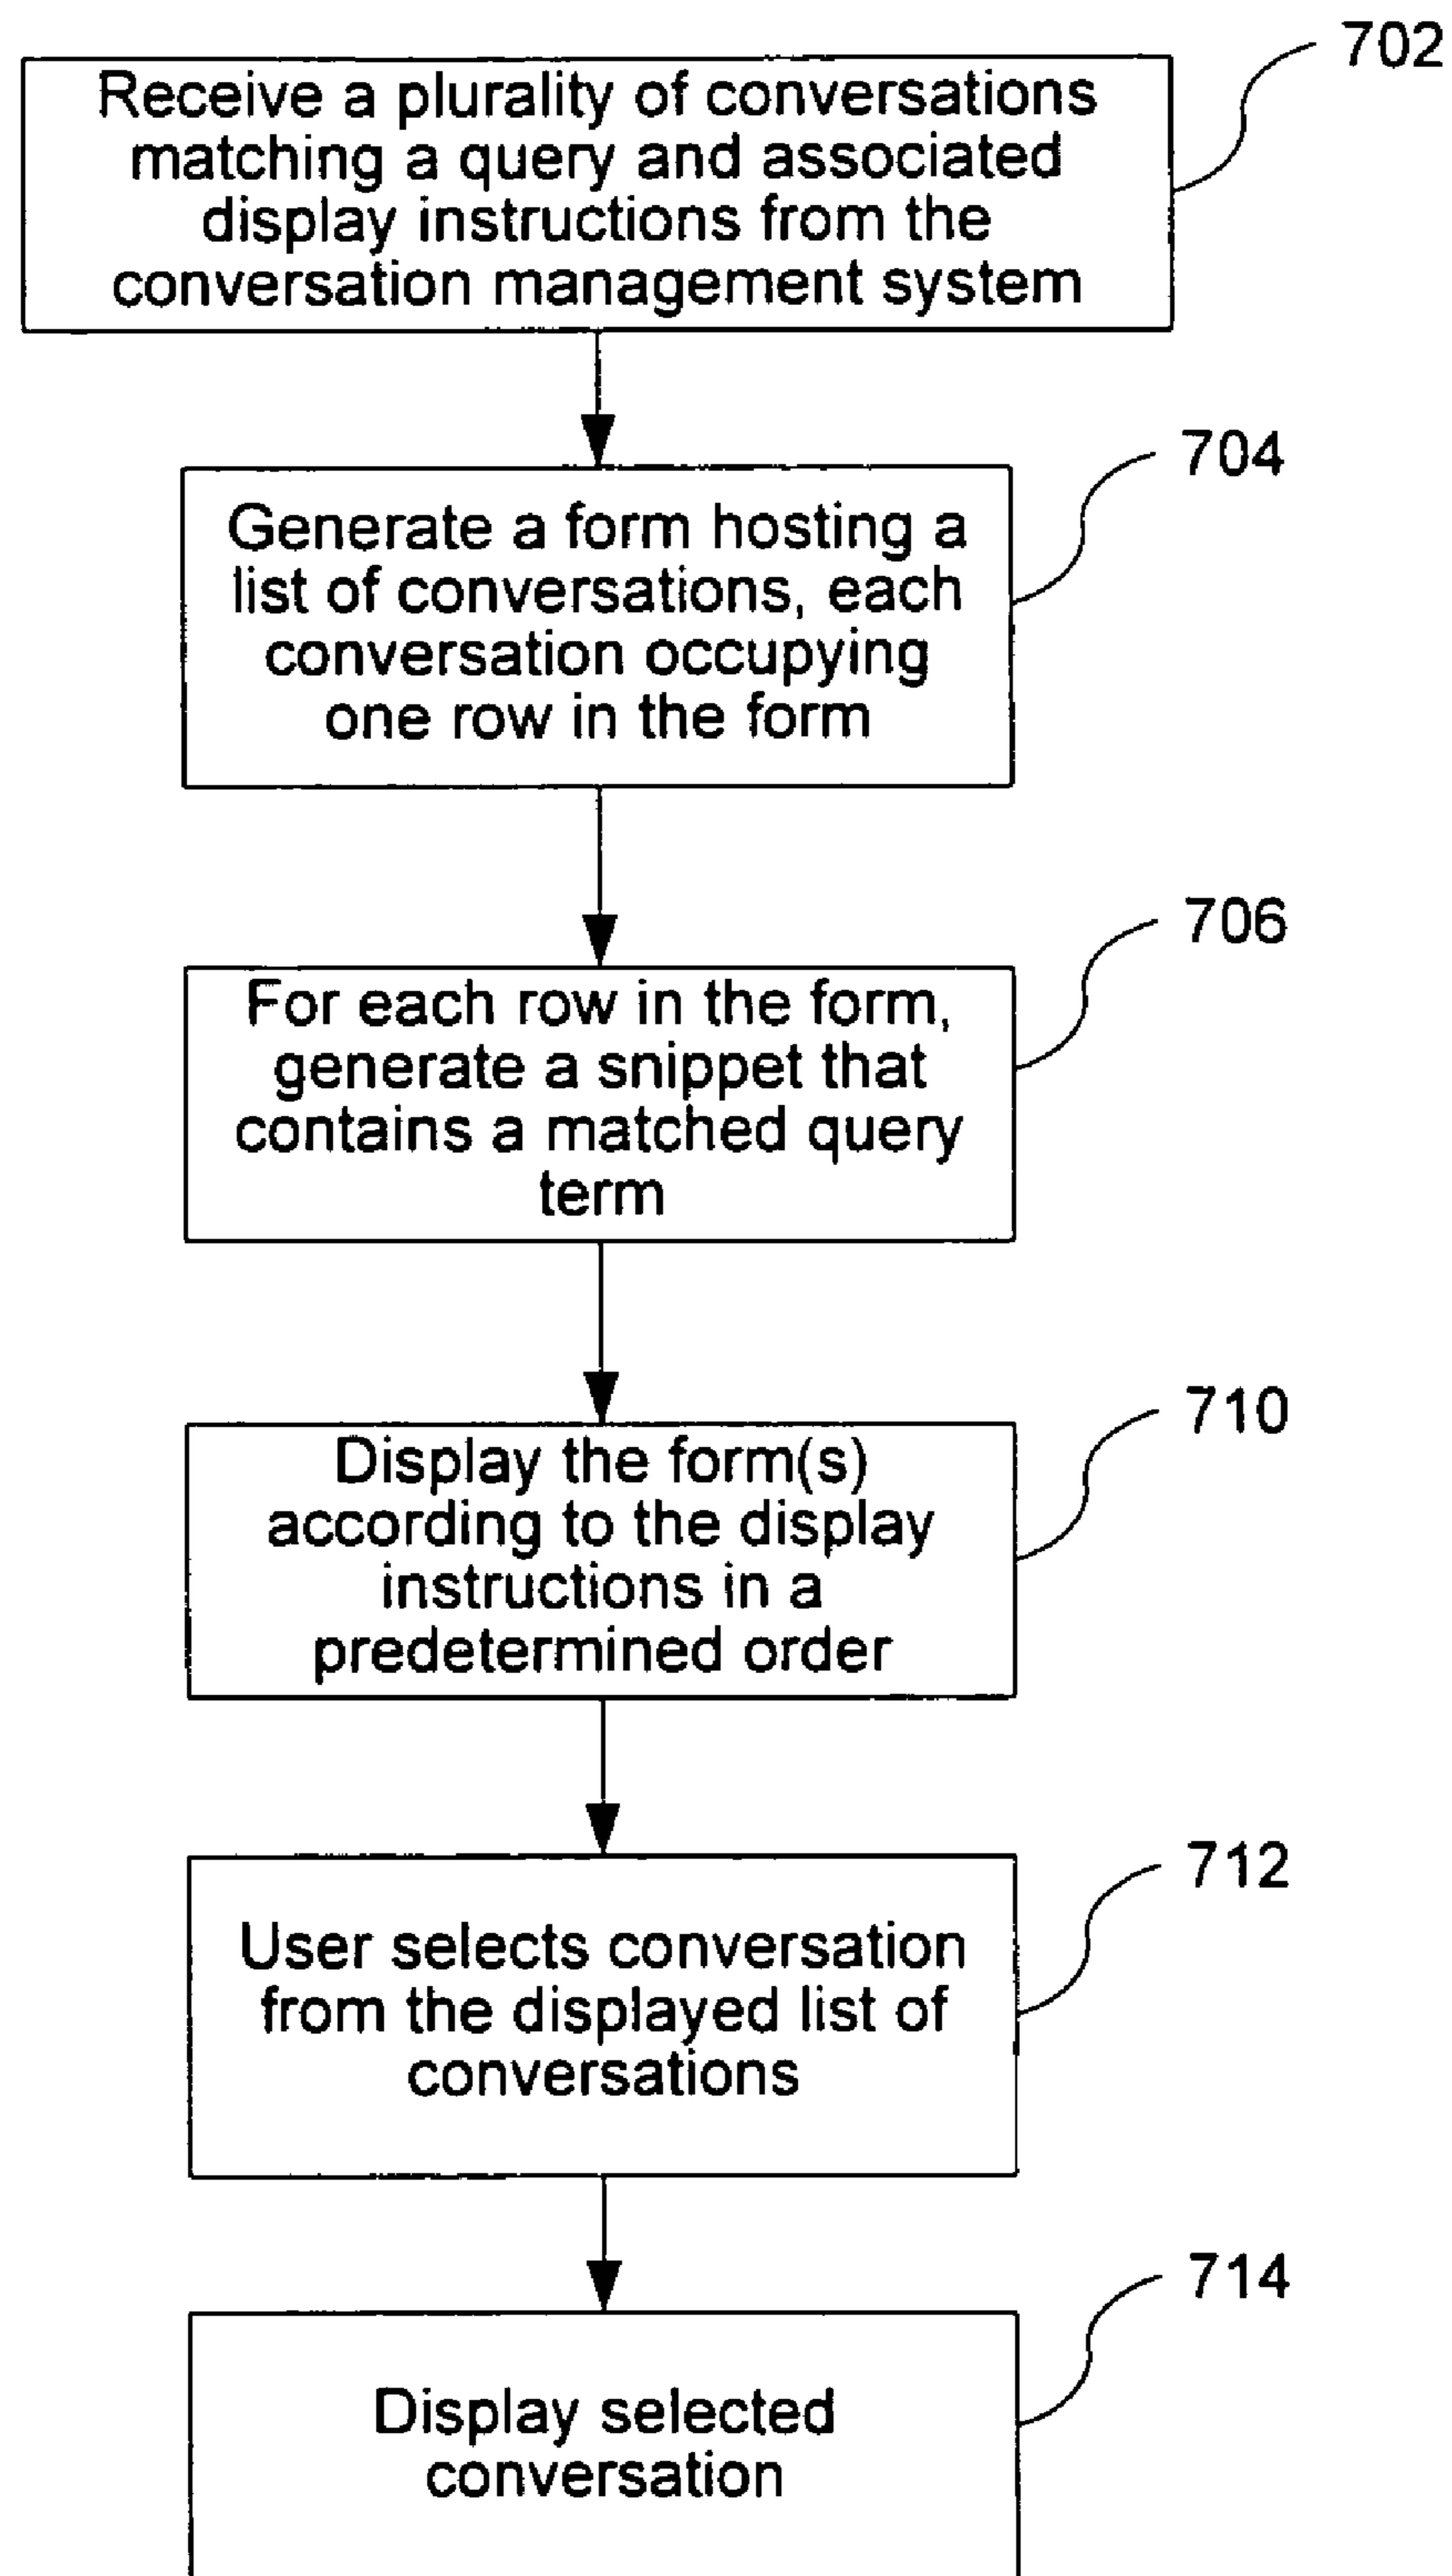 702
Receive a plurality of conversations
matching a query and associated
display instructions from the
conversation management system
704
Generate a form hosting a
list of conversations, each
conversation occupying
one row in the form
706
For each row in the form,
generate a snippet that
contains a matched query
term
710
Display the form(s)
according to the display
instructions in a
predetermined order
712
User selects conversation
from the displayed list of
conversations
714
Display selected
conversation